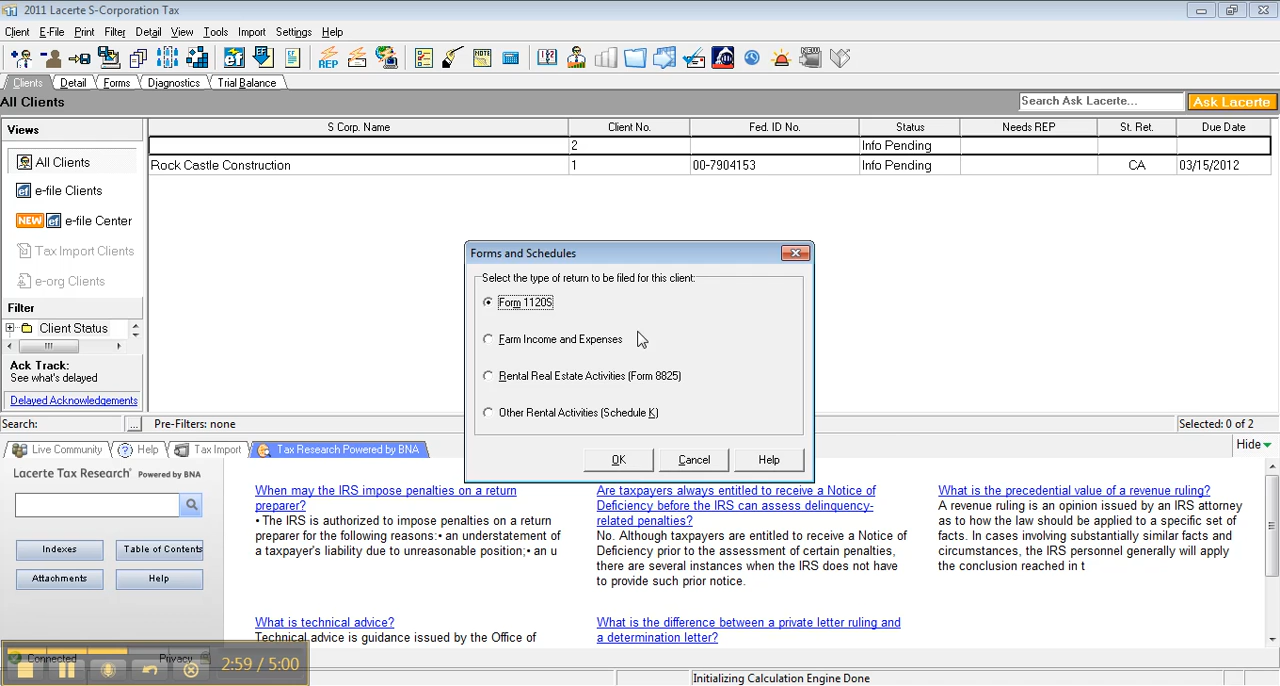 2011 Lacerte S-Corporation Tax
Client E-File Print Filter Detail View Tools Import Settings Help
REP NEW
Clients Detail Forms Diagnostics Trial Balance
All Clients Search Ask Lacerte... Ask Lacerte
Views S Corp. Name Client No. Fed. ID No. Status Needs REP St. Ret. Due Date
2 Info Pending
All Clients Rock Castle Construction 1 00-7904153 Info Pending CA 03/15/2012
e-file Clients
NEW e-file Center
Tax Import Clients
e-org Clients
Filter
Client Status
Ack Track:
See what's delayed
Delayed Acknowledgements
Forms and Schedules
Select the type of return to be filed for this client:
Form 1120S
Farm Income and Expenses
Rental Real Estate Activities (Form 8825)
Other Rental Activities (Schedule K)
OK Cancel Help
Search: ... Pre-Filters: none Selected: 0 of 2
Live Community Help Tax Import Tax Research Powered by BNA Hide
Lacerte Tax Research® Powered by BNA
Indexes Table of Contents
Attachments Help
When may the IRS impose penalties on a return
preparer?
• The IRS is authorized to impose penalties on a return
preparer for the following reasons:• an understatement of
a taxpayer's liability due to unreasonable position;• an u
Are taxpayers always entitled to receive a Notice of
Deficiency before the IRS can assess delinquency-
related penalties?
No. Although taxpayers are entitled to receive a Notice of
Deficiency prior to the assessment of certain penalties,
there are several instances when the IRS does not have
to provide such prior notice.
What is the precedential value of a revenue ruling?
A revenue ruling is an opinion issued by an IRS attorney
as to how the law should be applied to a specific set of
facts. In cases involving substantially similar facts and
circumstances, the IRS personnel generally will apply
the conclusion reached in t
What is technical advice?
Technical advice is guidance issued by the Office of
What is the difference between a private letter ruling and
a determination letter?
Connected Privacy
2:59 / 5:00
Initializing Calculation Engine Done